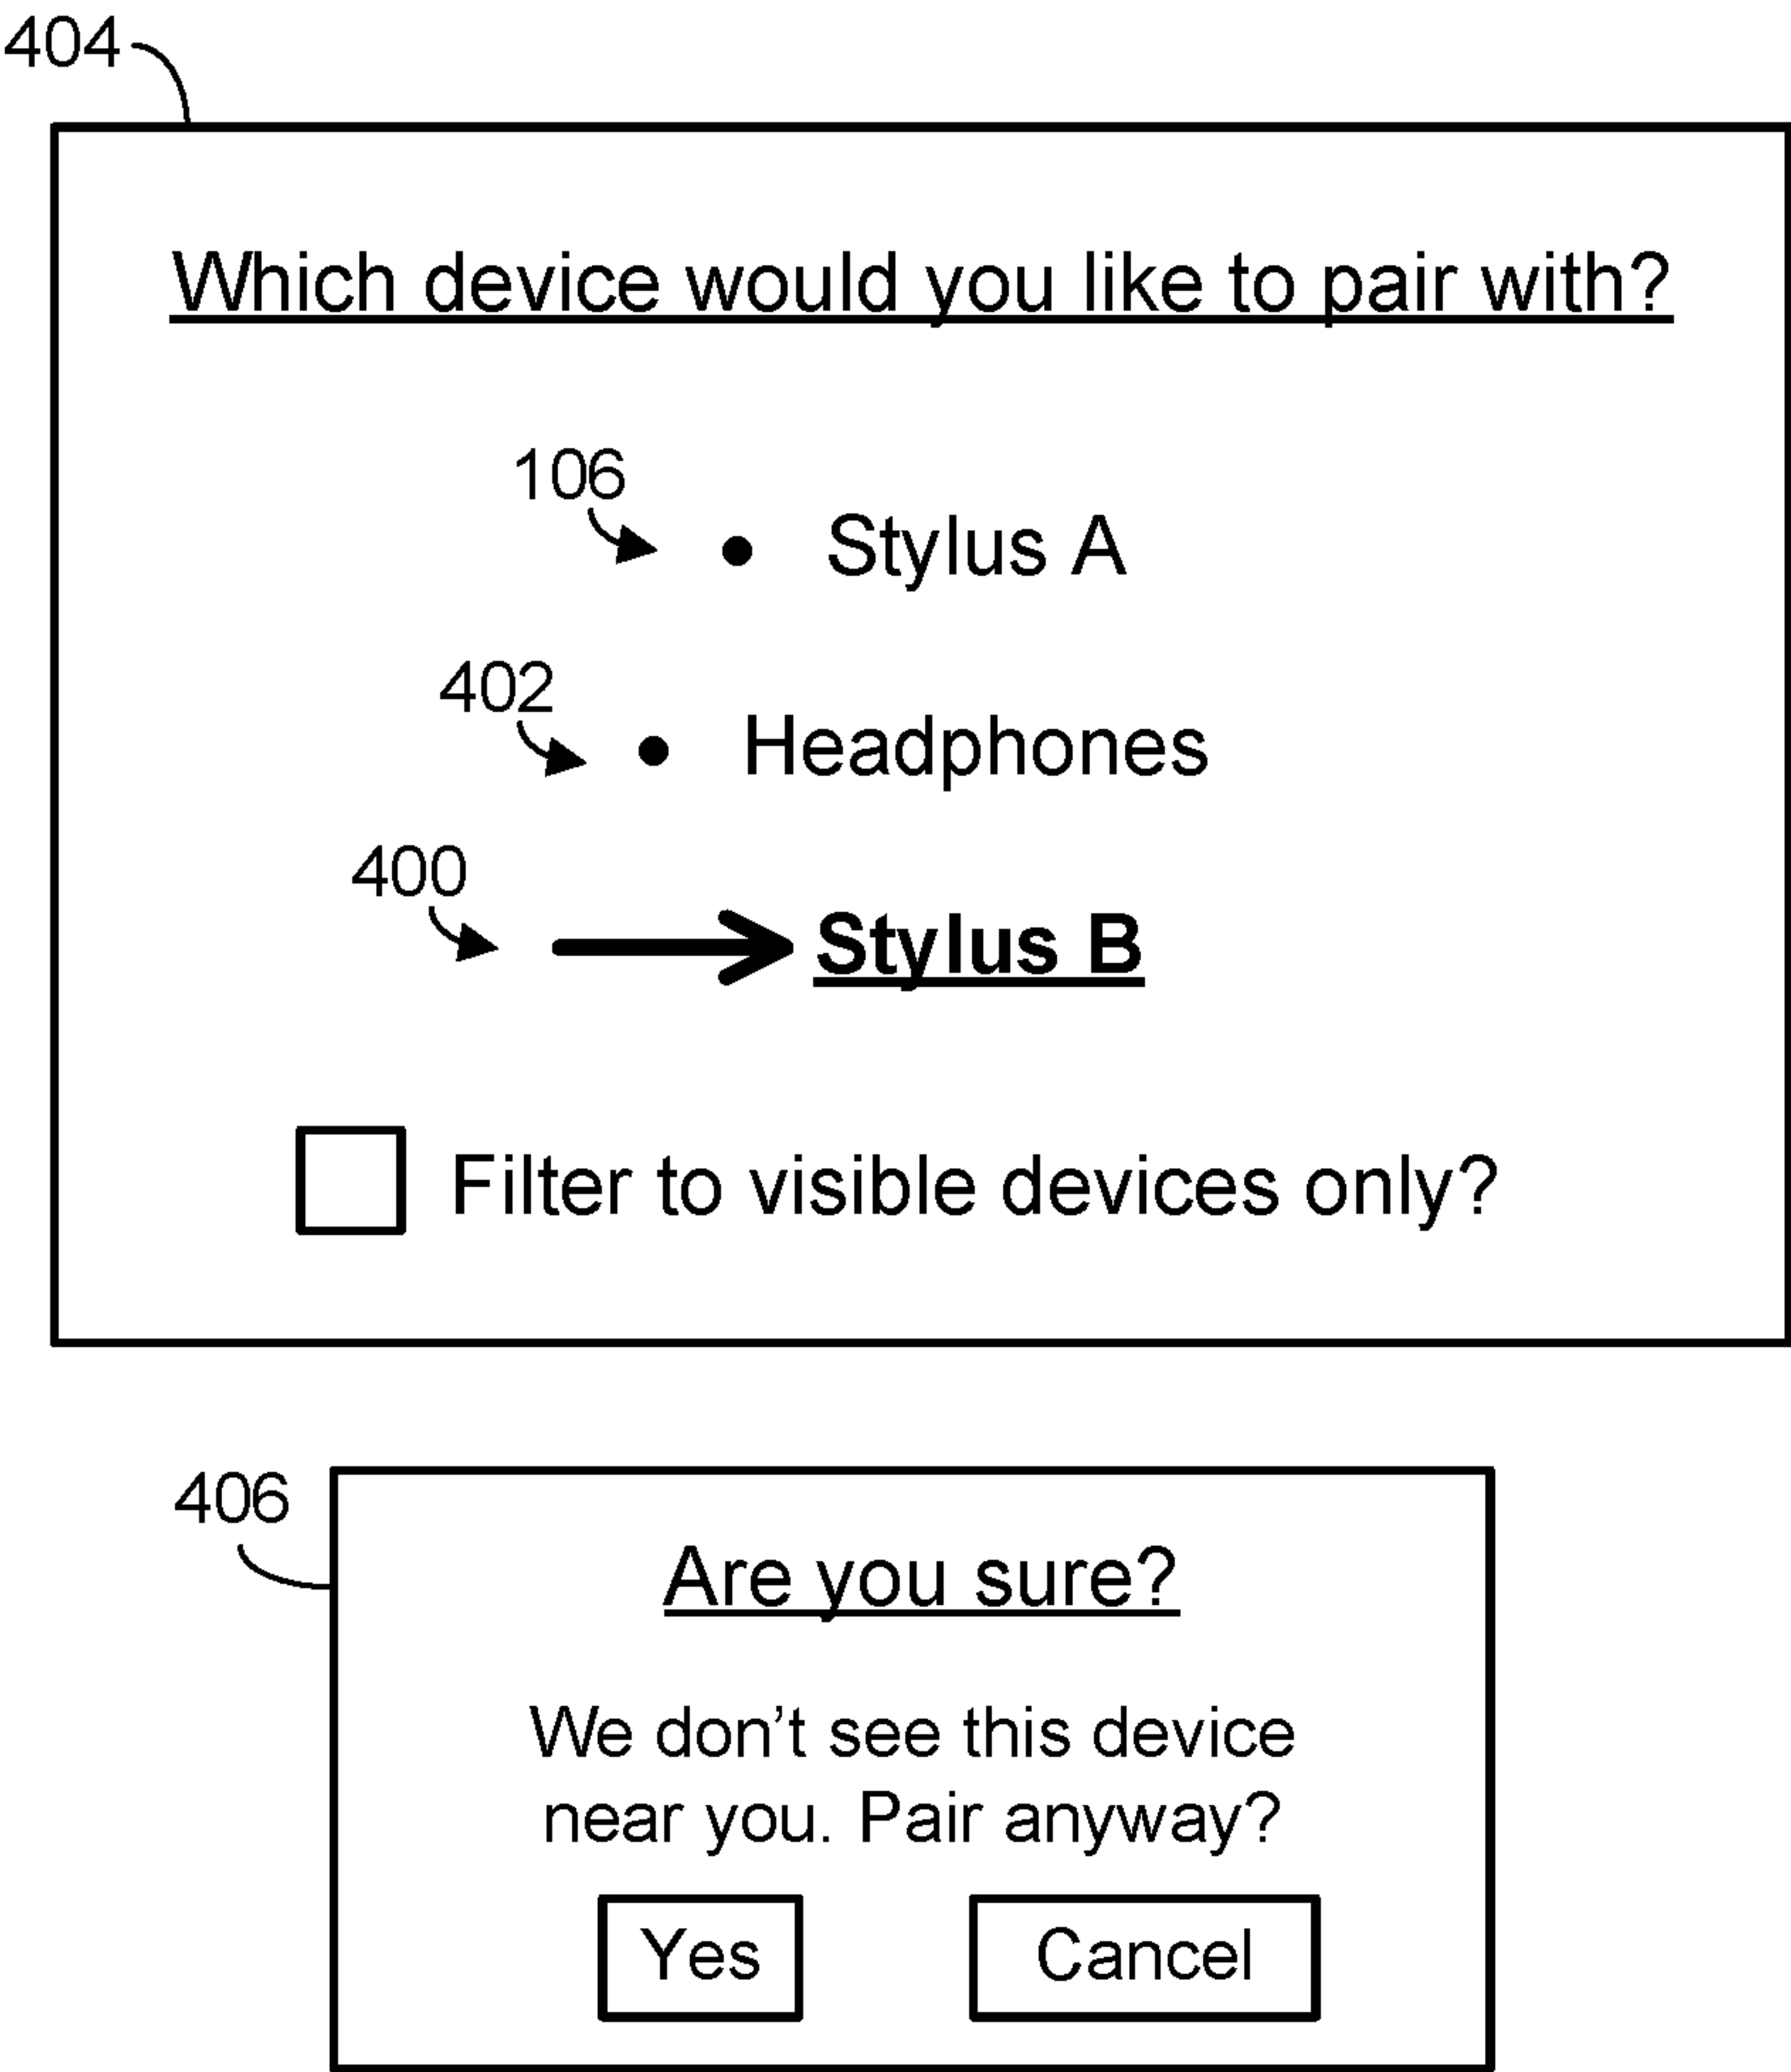 404
Which device would you like to pair with?
106
• Stylus A
402
• Headphones
400
Stylus B
Filter to visible devices only?
406
Are you sure?
We don't see this device
near you. Pair anyway?
Yes Cancel